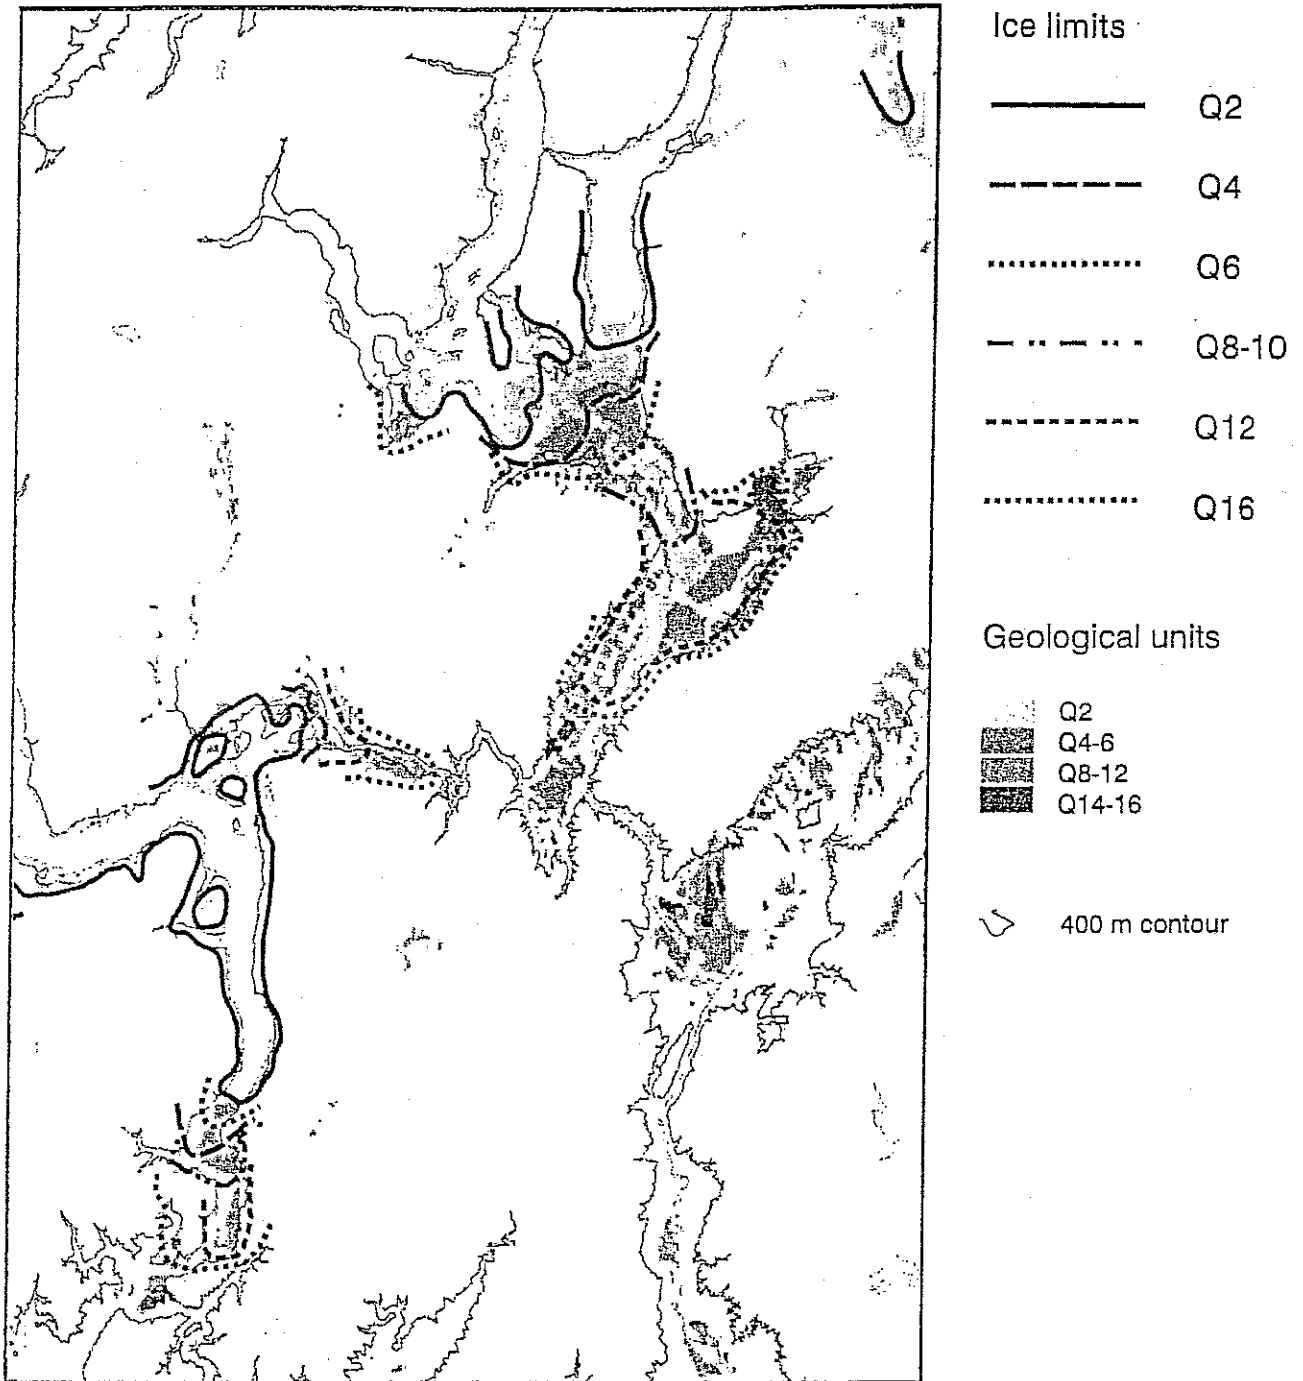 Ice limits
Q2
Q4
Q6
Q8-10
Q12
Q16
Geological units
Q2
Q4-6
Q8-12
Q14-16
400 m contour